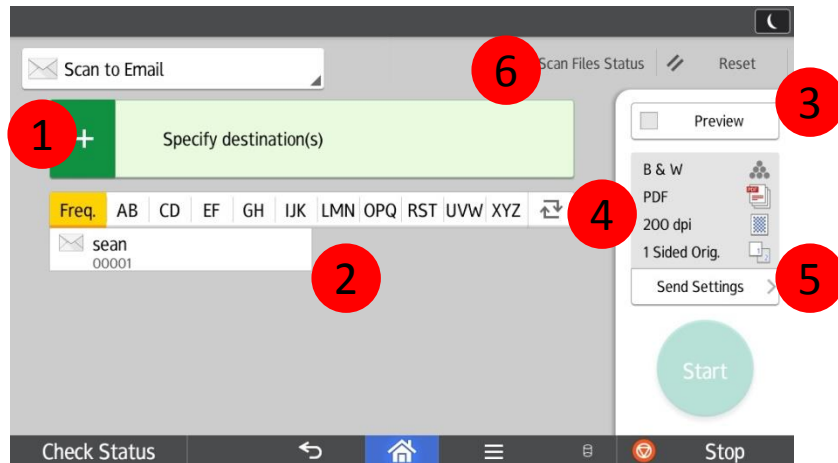 Scan to Email
6
Scan Files Status
Reset
1
+
Specify destination(s)
Preview
3
B & W
PDF
200 dpi
1 Sided Orig.
Send Settings
5
Freq. AB CD EF GH IJK LMN OPQ RST UVW XYZ
4
sean
00001
2
Start
Check Status
Stop